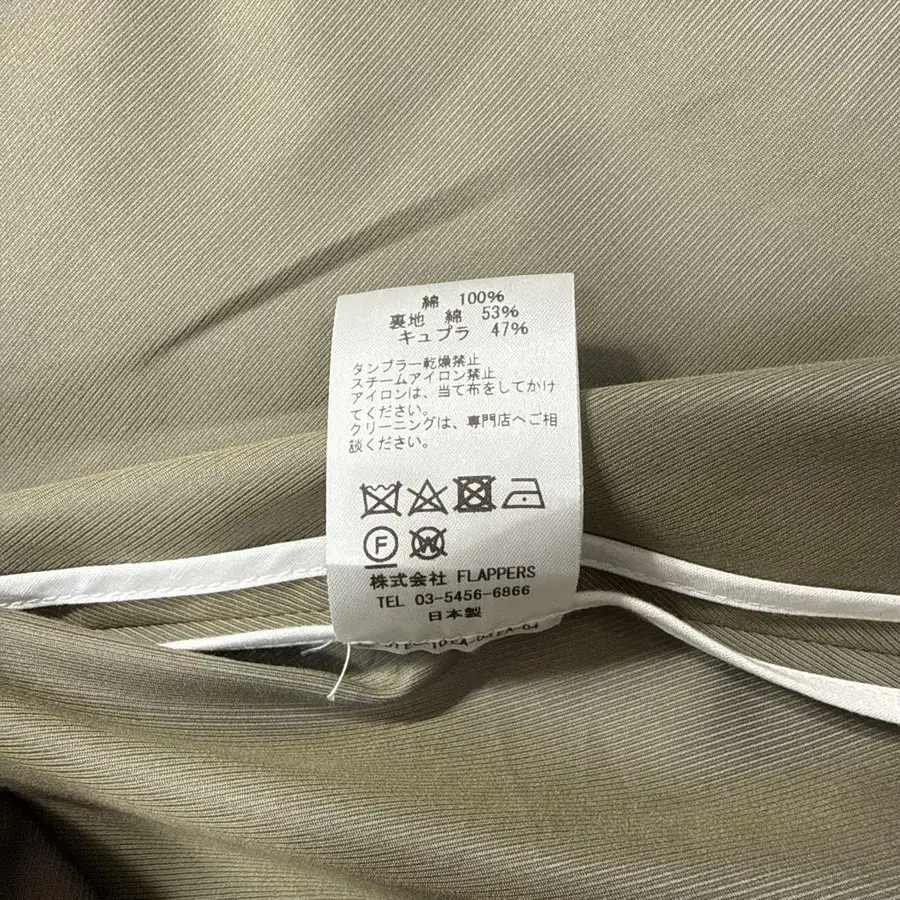 綿 100%
裏地 綿 53%
キュプラ 47%
タンブラー乾燥禁止
スチームアイロン禁止
アイロンは、当て布をしてかけ
てください。
クリーニングは、専門店へご相
談ください。
F
W
株式会社 FLAPPERS
TEL 03-5456-6866
日本製